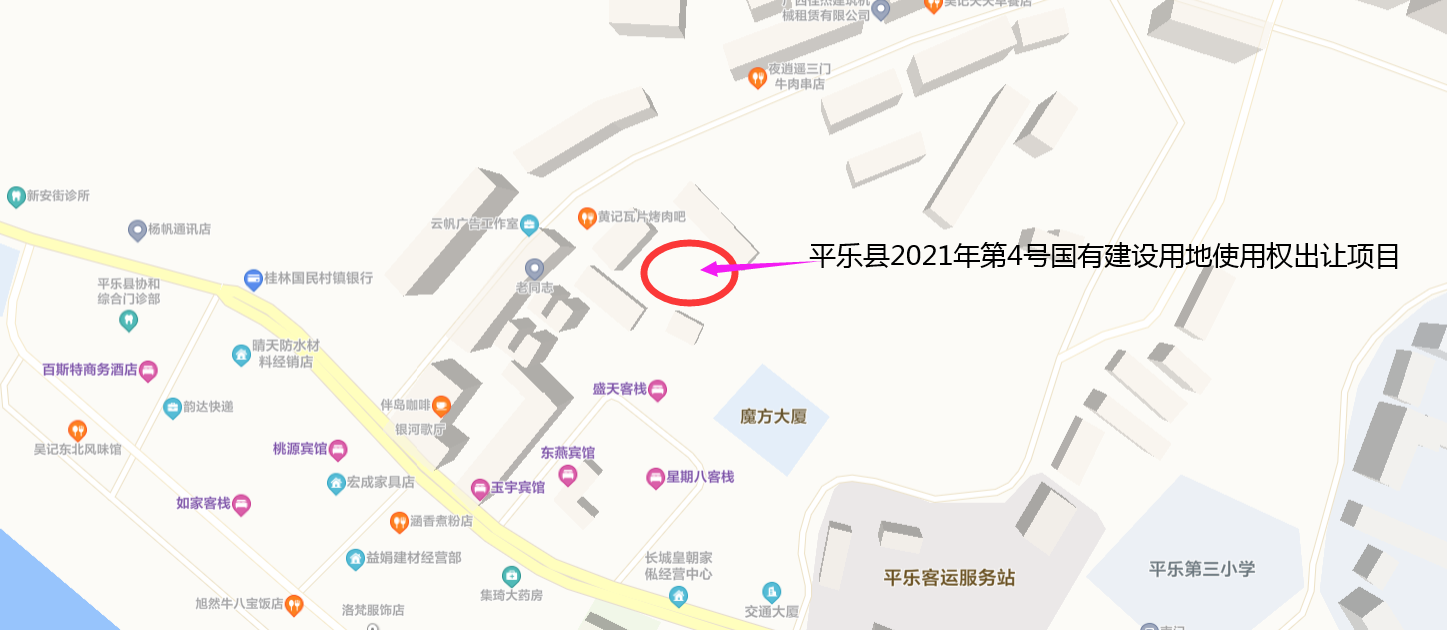 械租赁有限公司
夜逍遥三门
牛肉串店
新安街诊所
杨帆通讯店
云帆广告工作室
黄记瓦片烤肉吧
平乐县2021年第4号国有建设用地使用权出让项目
老同志
桂林国民村镇银行
平乐县协和
综合门诊部
晴天防水材
料经销店
百斯特商务酒店
韵达快递
盛天客栈
魔方大厦
伴岛咖啡
银河歌厅
吴记东北风味馆
桃源宾馆
东燕宾馆
宏成家具店
玉宇宾馆
星期八客栈
如家客栈
涵香煮粉店
益娟建材经营部
长城皇朝家
俬经营中心
平乐客运服务站
平乐第三小学
集琦大药房
旭然牛八宝饭店
洛梵服饰店
交通大厦